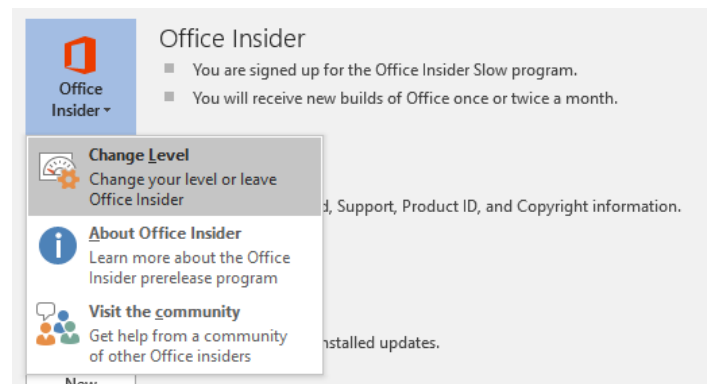 Office Insider
You are signed up for the Office Insider Slow program.
You will receive new builds of Office once or twice a month.
Office
Insider
Change Level
Change your level or leave
Office Insider
About Office Insider
Learn more about the Office
Insider prerelease program
Visit the community
Get help from a community
of other Office insiders
, Support, Product ID, and Copyright information.
updates.